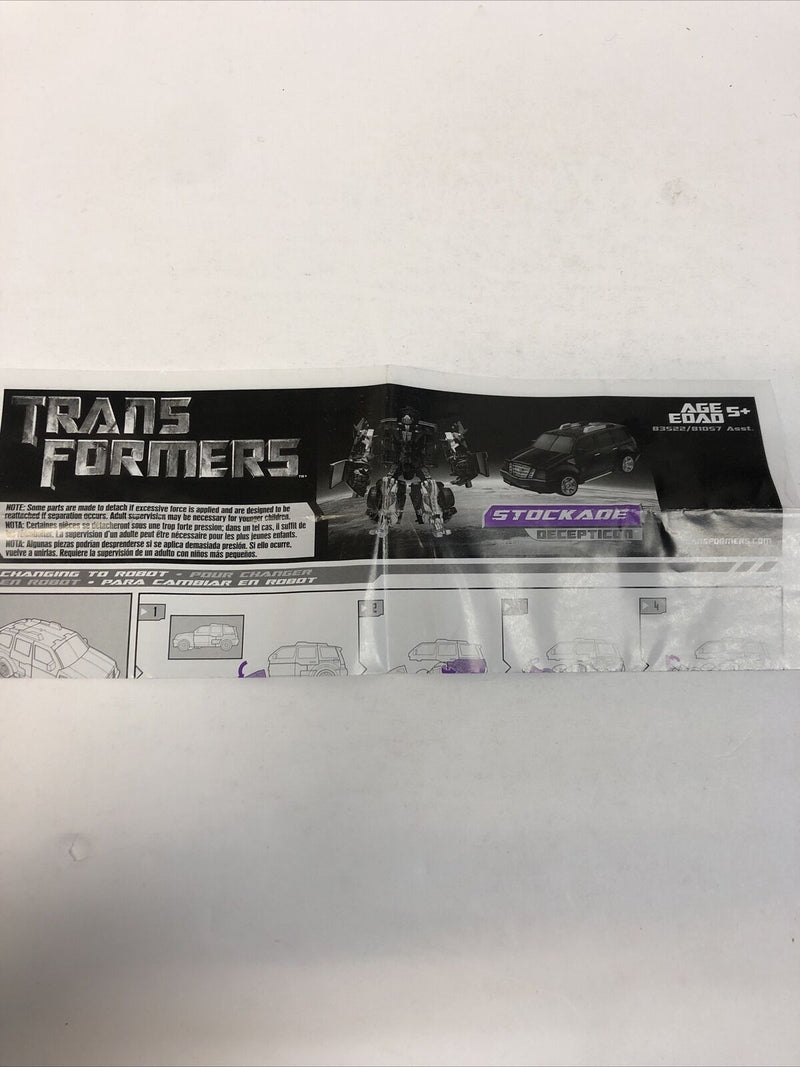 TRANS
FORMERS™
NOTE: Some parts are made to detach if excessive force is applied and are designed to be
reattached if separation occurs. Adult supervision may be necessary for younger children.
NOTA: Certaines pièces se détacheront sous une trop forte pression; dans un tel cas, il suffit de
La supervision d'un adulte peut être nécessaire pour les plus jeunes enfants.
NOTA: Algunas piezas podrían desprenderse si se aplica demasiada presión. Si ello ocurre,
vuelve a unirlas. Requiere la supervisión de un adulto con niños más pequeños.
STOCKADE
DECEPTICON
AGE
EDAD 5+
83522/81057 Asst.
NSFORMERS.COM
CHANGING TO ROBOT • POUR CHANGER
EN ROBOT • PARA CAMBIAR EN ROBOT
1
2
4